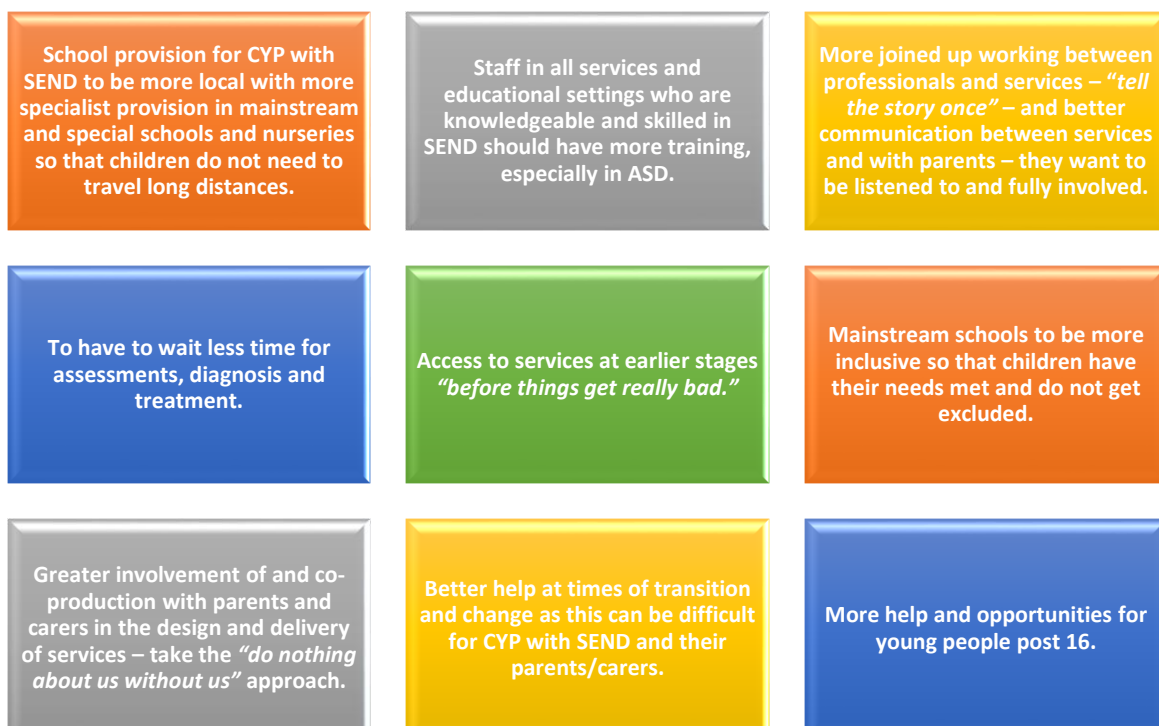 School provision for CYP with
SEND to be more local with more
specialist provision in mainstream
and special schools and nurseries
so that children do not need to
travel long distances.
Staff in all services and
educational settings who are
knowledgeable and skilled in
SEND should have more training,
especially in ASD.
More joined up working between
professionals and services – “tell
the story once” – and better
communication between services
and with parents – they want to
be listened to and fully involved.
To have to wait less time for
assessments, diagnosis and
treatment.
Access to services at earlier stages
“before things get really bad.”
Mainstream schools to be more
inclusive so that children have
their needs met and do not get
excluded.
Greater involvement of and co-
production with parents and
carers in the design and delivery
of services – take the “do nothing
about us without us” approach.
Better help at times of transition
and change as this can be difficult
for CYP with SEND and their
parents/carers.
More help and opportunities for
young people post 16.